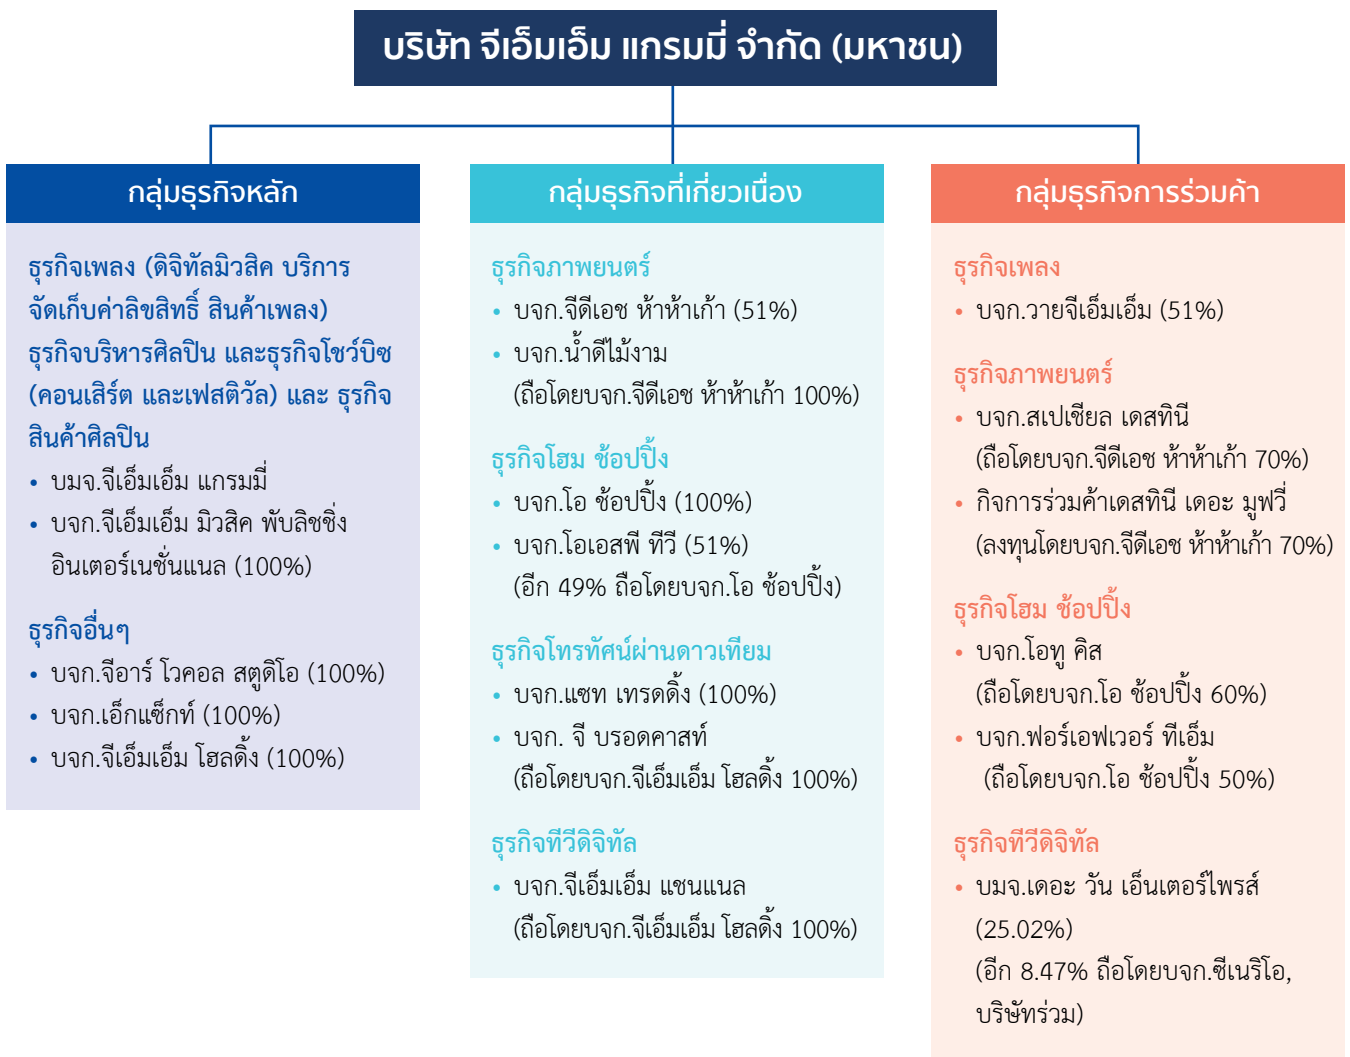 บริษัท จีเอ็มเอ็ม แกรมมี่ จำกัด (มหาชน)
กลุ่มธุรกิจหลัก
ธุรกิจเพลง (ดิจิทัลมิวสิค บริการ
จัดเก็บค่าลิขสิทธิ์ สินค้าเพลง)
ธุรกิจบริหารศิลปิน และธุรกิจโชว์บิซ
(คอนเสิร์ต และเฟสติวัล) และ ธุรกิจ
สินค้าศิลปิน
• บมจ.จีเอ็มเอ็ม แกรมมี่
• บจก.จีเอ็มเอ็ม มิวสิค พับลิชชิ่ง
อินเตอร์เนชั่นแนล (100%)
ธุรกิจอื่นๆ
• บจก.จีอาร์ โวคอล สตูดิโอ (100%)
• บจก.เอ็กแซ็กท์ (100%)
• บจก.จีเอ็มเอ็ม โฮลดิ้ง (100%)
กลุ่มธุรกิจที่เกี่ยวเนื่อง
ธุรกิจภาพยนตร์
• บจก.จีดีเอช ห้าห้าเก้า (51%)
• บจก.น้ำดีไม้งาม
(ถือโดยบจก.จีดีเอช ห้าห้าเก้า 100%)
ธุรกิจโฮม ช้อปปิ้ง
• บจก.โอ ช้อปปิ้ง (100%)
• บจก.โอเอสพี ทีวี (51%)
(อีก 49% ถือโดยบจก.โอ ช้อปปิ้ง)
ธุรกิจโทรทัศน์ผ่านดาวเทียม
• บจก.แซท เทรดดิ้ง (100%)
• บจก. จี บรอดคาสท์
(ถือโดยบจก.จีเอ็มเอ็ม โฮลดิ้ง 100%)
ธุรกิจทีวีดิจิทัล
• บจก.จีเอ็มเอ็ม แชนแนล
(ถือโดยบจก.จีเอ็มเอ็ม โฮลดิ้ง 100%)
กลุ่มธุรกิจการร่วมค้า
ธุรกิจเพลง
• บจก.วายจีเอ็มเอ็ม (51%)
ธุรกิจภาพยนตร์
• บจก.สเปเชียล เดสทินี
(ถือโดยบจก.จีดีเอช ห้าห้าเก้า 70%)
• กิจการร่วมค้าเดสทินี เดอะ มูฟวี่
(ลงทุนโดยบจก.จีดีเอช ห้าห้าเก้า 70%)
ธุรกิจโฮม ช้อปปิ้ง
• บจก.โอทู คิส
(ถือโดยบจก.โอ ช้อปปิ้ง 60%)
• บจก.ฟอร์เอฟเวอร์ ทีเอ็ม
(ถือโดยบจก.โอ ช้อปปิ้ง 50%)
ธุรกิจทีวีดิจิทัล
• บมจ.เดอะ วัน เอ็นเตอร์ไพรส์
(25.02%)
(อีก 8.47% ถือโดยบจก.ซีเนริโอ,
บริษัทร่วม)